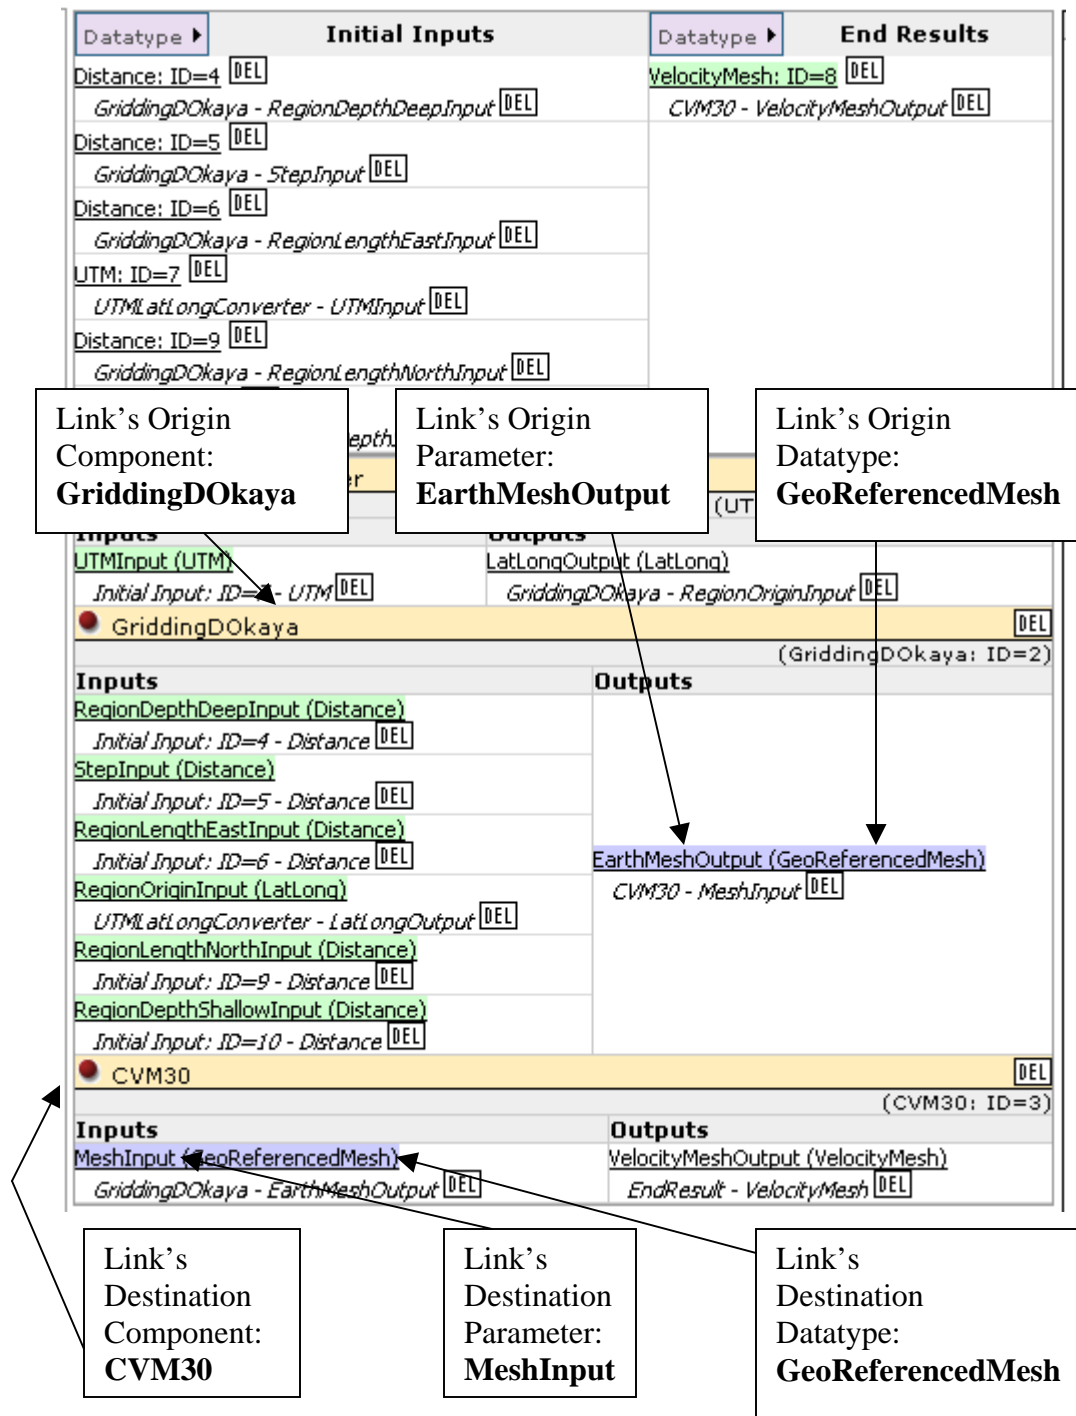 Datatype Initial Inputs Datatype End Results
Distance: ID=4 DEL VelocityMesh: ID=8 DEL
GriddingDOkaya - RegionDepthDeepInput DEL CVM30 - VelocityMeshOutput DEL
Distance: ID=5 DEL
GriddingDOkaya - StepInput DEL
Distance: ID=6 DEL
GriddingDOkaya - RegionLengthEastInput DEL
UTM: ID=7 DEL
UTMLatLongConverter - UTMInput DEL
Distance: ID=9 DEL
GriddingDOkaya - RegionLengthNorthInput DEL
Link's Origin
Component:
GriddingDOkaya
Link's Origin
Parameter:
EarthMeshOutput
Link's Origin
Datatype:
GeoReferencedMesh
epth
er
(UT
Inputs Outputs
UTMInput (UTM) LatLongOutput (LatLong)
Initial Input: ID=7 - UTM DEL GriddingDOkaya - RegionOriginInput DEL
GriddingDOkaya DEL
(GriddingDOkaya: ID=2)
Inputs Outputs
RegionDepthDeepInput (Distance)
Initial Input: ID=4 - Distance DEL
StepInput (Distance)
Initial Input: ID=5 - Distance DEL
RegionLengthEastInput (Distance)
Initial Input: ID=6 - Distance DEL
EarthMeshOutput (GeoReferencedMesh)
CVM30 - MeshInput DEL
RegionOriginInput (LatLong)
UTMLatLongConverter - LatLongOutput DEL
RegionLengthNorthInput (Distance)
Initial Input: ID=9 - Distance DEL
RegionDepthShallowInput (Distance)
Initial Input: ID=10 - Distance DEL
CVM30 DEL
(CVM30: ID=3)
Inputs Outputs
MeshInput (GeoReferencedMesh) VelocityMeshOutput (VelocityMesh)
GriddingDOkaya - EarthMeshOutput DEL EndResult - VelocityMesh DEL
Link's
Destination
Component:
CVM30
Link's
Destination
Parameter:
MeshInput
Link's
Destination
Datatype:
GeoReferencedMesh